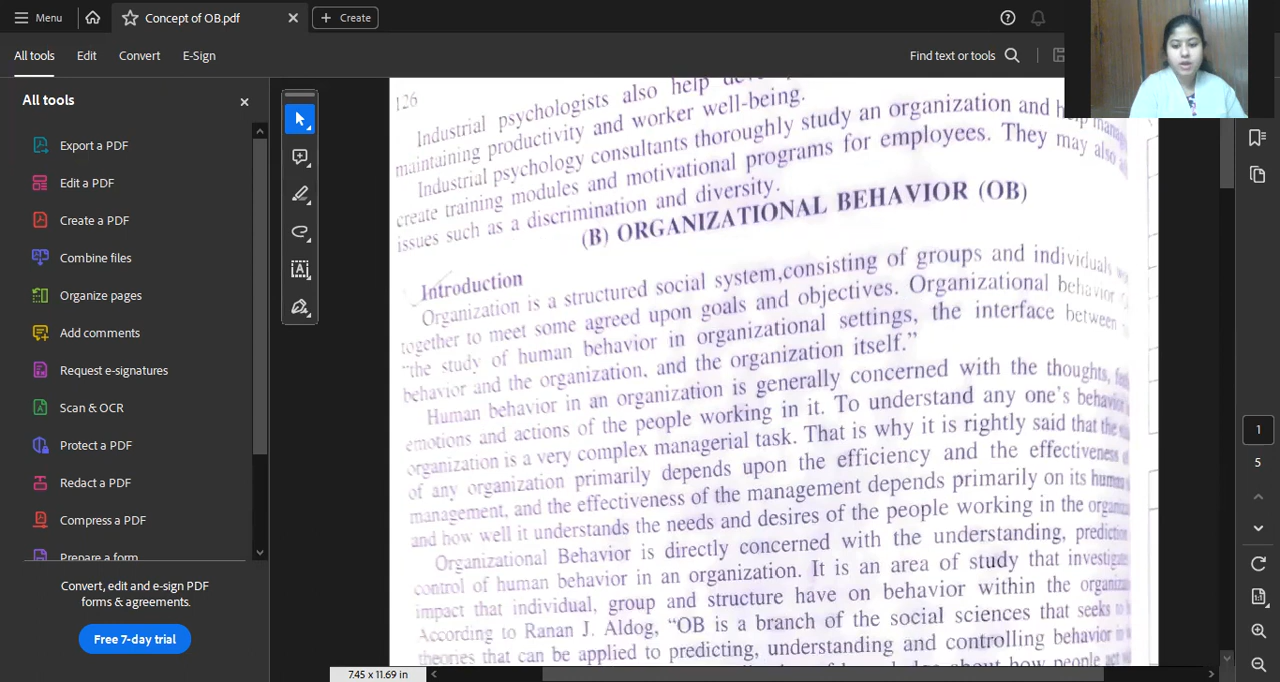 Menu
Concept of OB.pdf
Create
All tools
Edit
Convert
E-Sign
Find text or tools
All tools
Export a PDF
Edit a PDF
Create a PDF
Combine files
Organize pages
Add comments
Request e-signatures
Scan & OCR
Protect a PDF
Redact a PDF
Compress a PDF
Prepare a form
Convert, edit and e-sign PDF
forms & agreements.
Free 7-day trial
126
Industrial psychologists also help
maintaining productivity and worker well-being.
Industrial psychology consultants thoroughly study an organization and help
create training modules and motivational programs for employees. They may also
issues such as a discrimination and diversity.
(B) ORGANIZATIONAL BEHAVIOR (OB)
Introduction
Organization is a structured social system, consisting of groups and individuals
together to meet some agreed upon goals and objectives. Organizational behavior
"the study of human behavior in organizational settings, the interface between
behavior and the organization, and the organization itself."
Human behavior in an organization is generally concerned with the thoughts,
emotions and actions of the people working in it. To understand any one's behavior
organization is a very complex managerial task. That is why it is rightly said that the
of any organization primarily depends upon the efficiency and the effectiveness
management, and the effectiveness of the management depends primarily on its
and how well it understands the needs and desires of the people working in the
Organizational Behavior is directly concerned with the understanding,
control of human behavior in an organization. It is an area of study that
impact that individual, group and structure have on behavior within the
According to Ranan J. Aldog, "OB is a branch of the social sciences that seeks to
theories that can be applied to predicting, understanding and controlling behavior in
about how people act
1
5
7.45 x 11.69 in